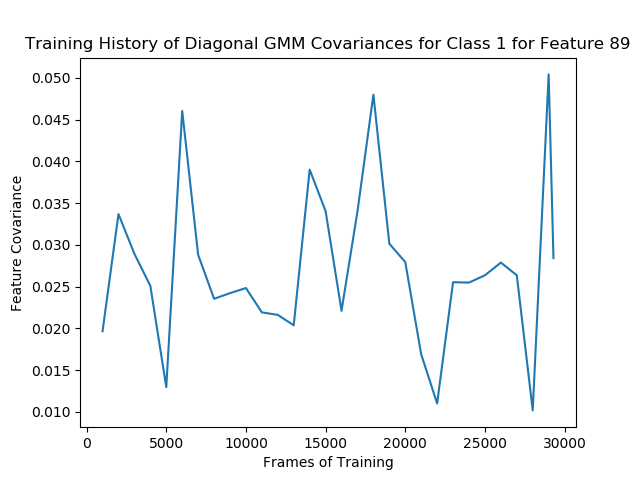 Training History of Diagonal GMM Covariances for Class 1 for Feature 89
0.050
0.045
0.040
0.035
0.030
0.025
0.020
0.015
0.010
Feature Covariance
0 5000 10000 15000 20000 25000 30000
Frames of Training